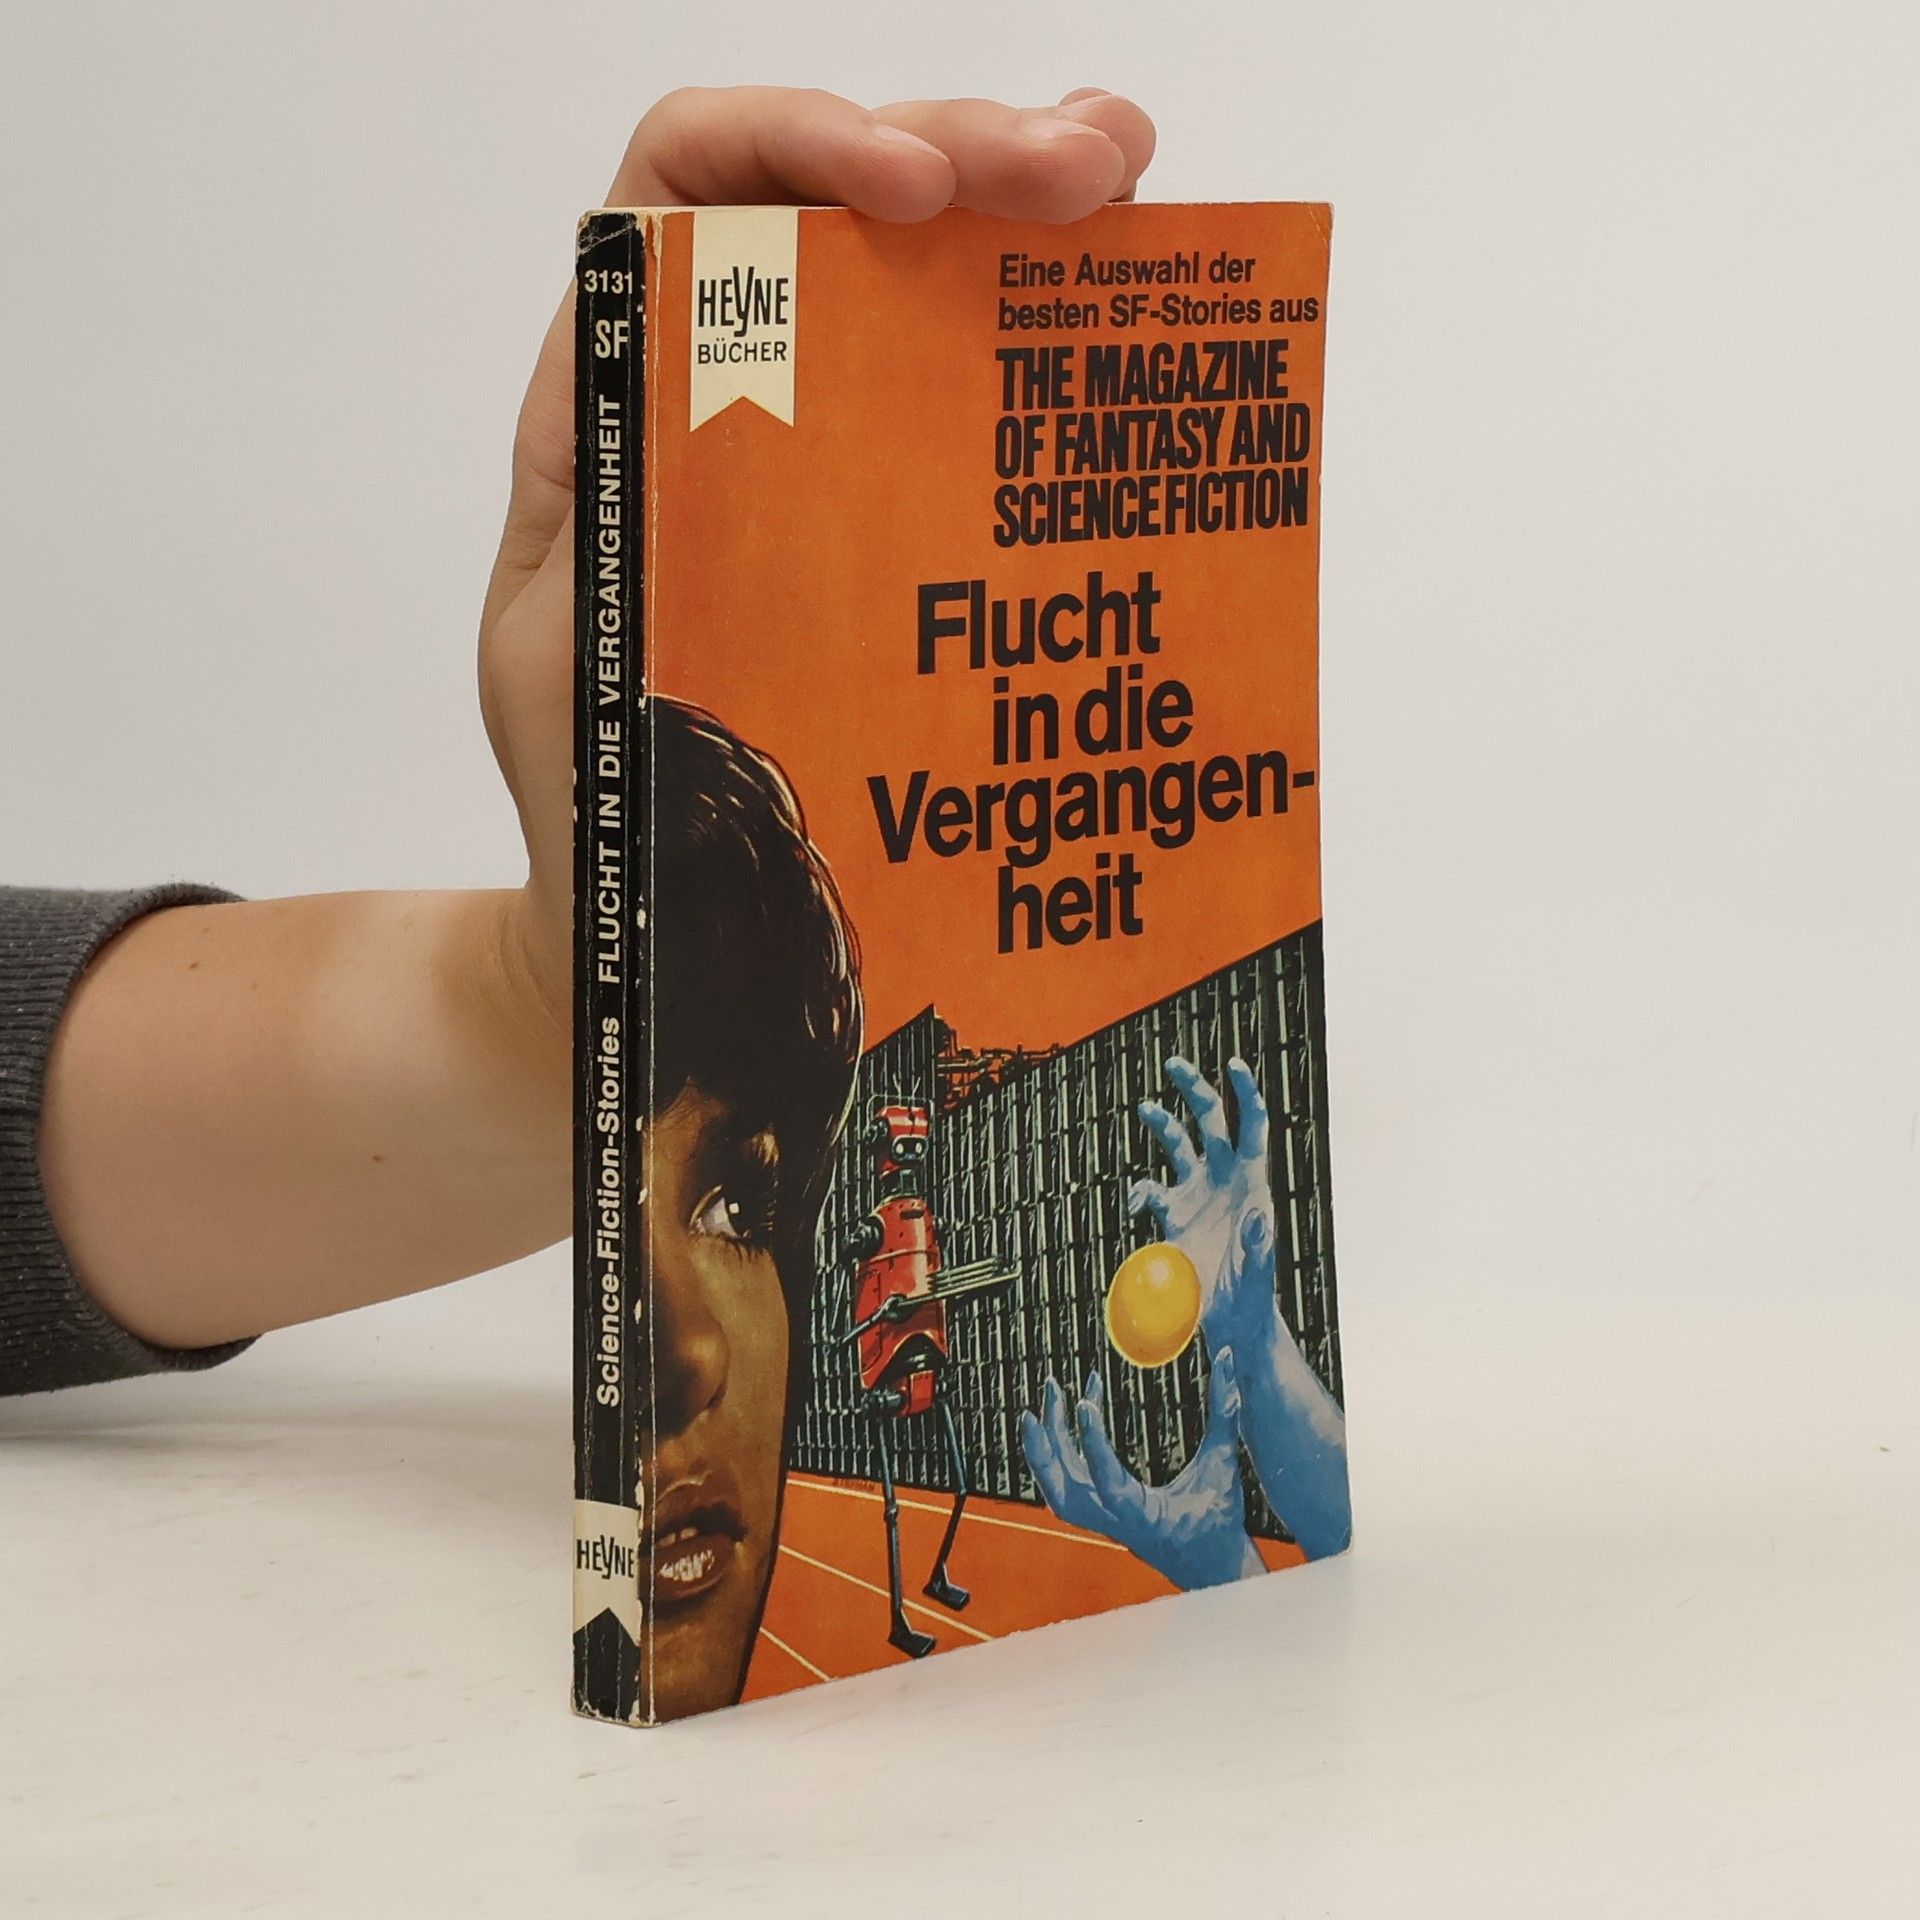 3131
SF
FLUCHT IN DIE VERGANGENHEIT
Science-Fiction-Stories
HEYNE
HEYNE
BÜCHER
Eine Auswahl der
besten SF-Stories aus
THE MAGAZINE
OF FANTASY AND
SCIENCE FICTION
Flucht
in die
Vergangen-
heit